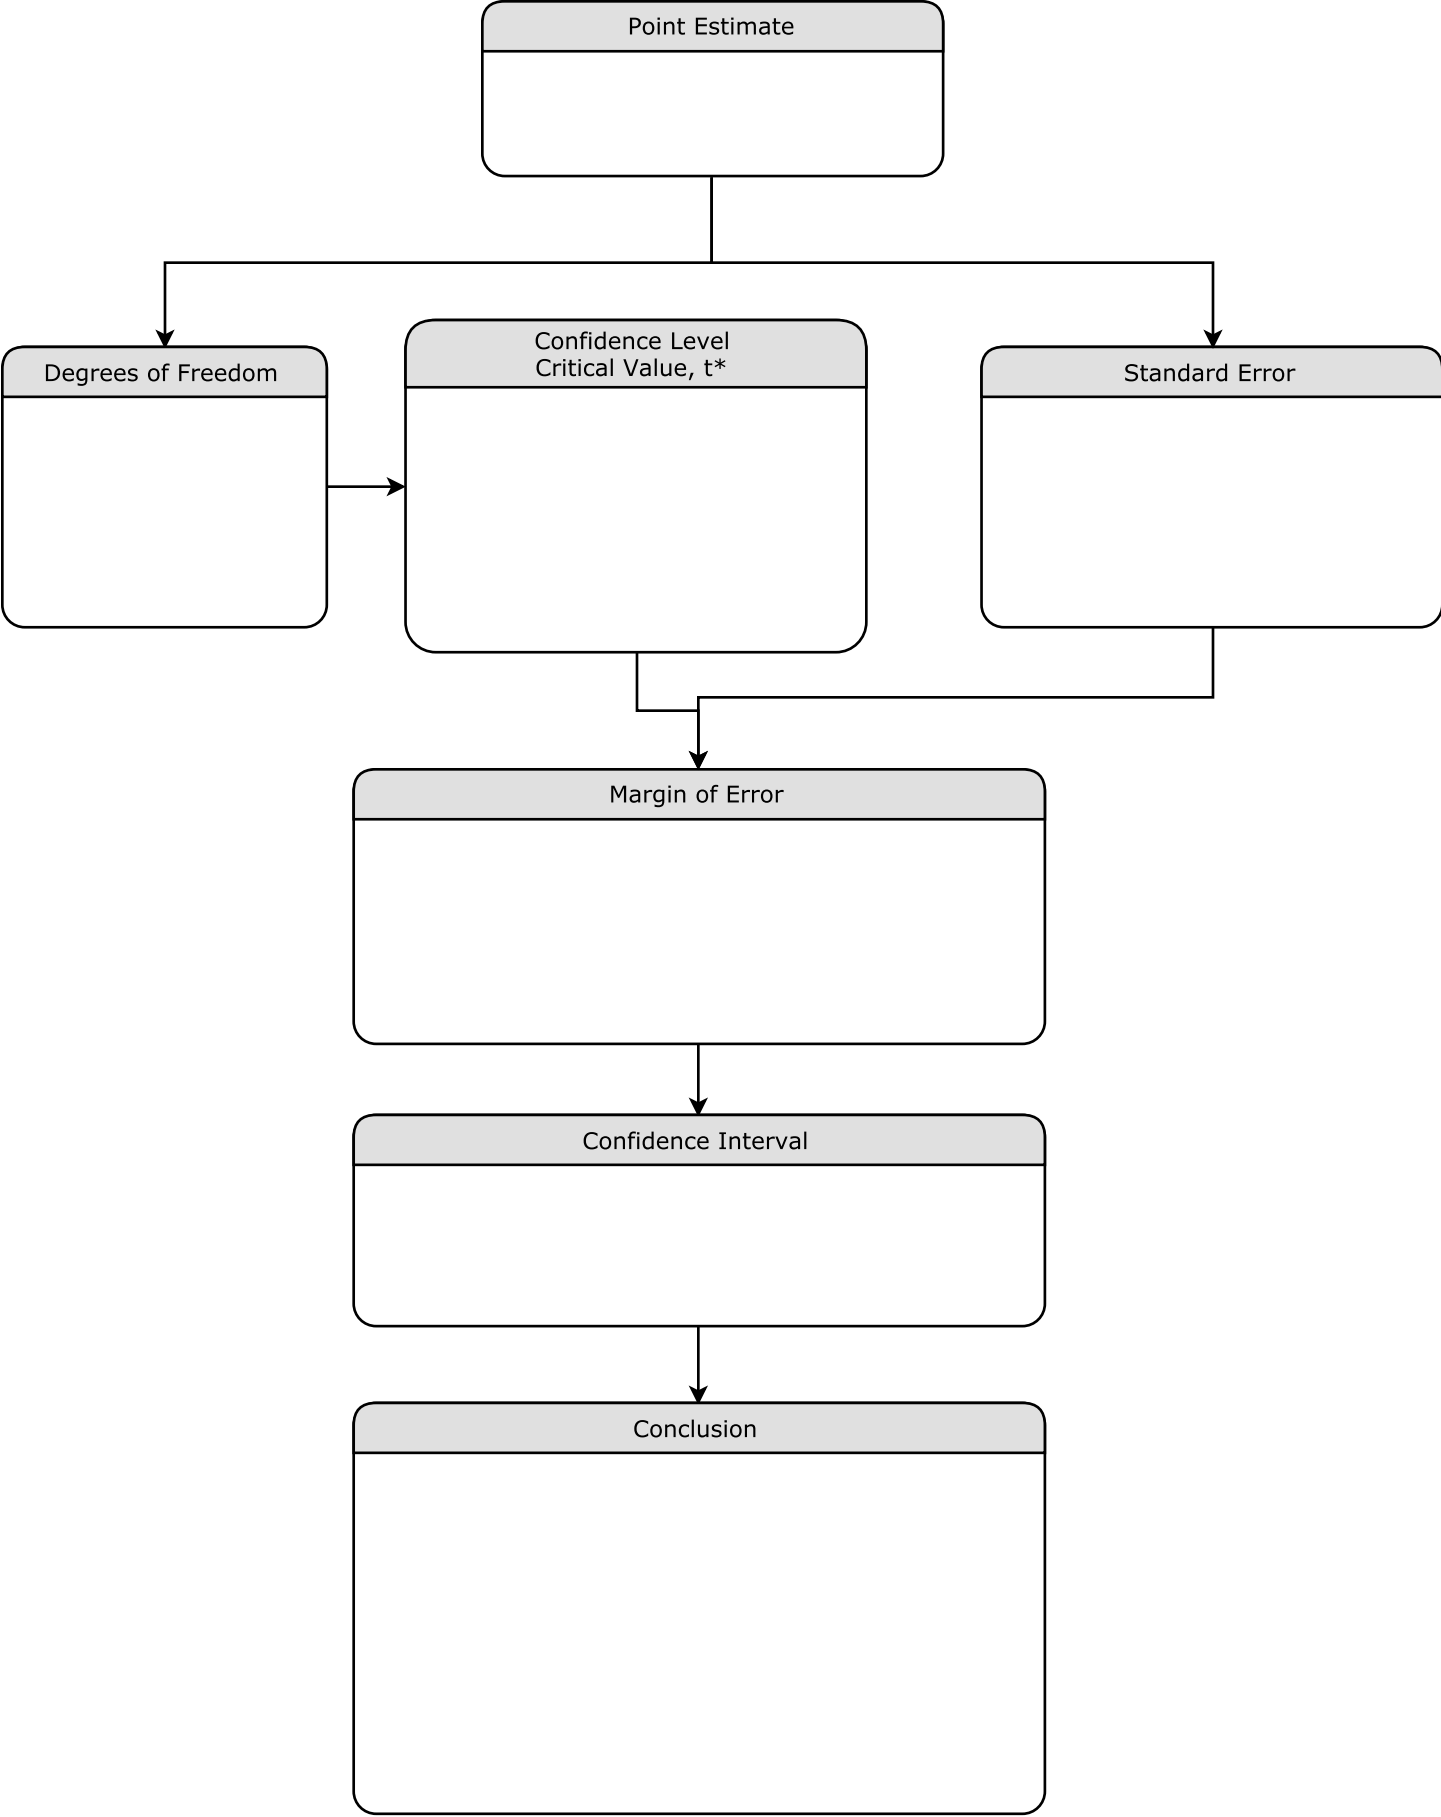 Point Estimate
Degrees of Freedom
Confidence Level
Critical Value, t*
Standard Error
Margin of Error
Confidence Interval
Conclusion